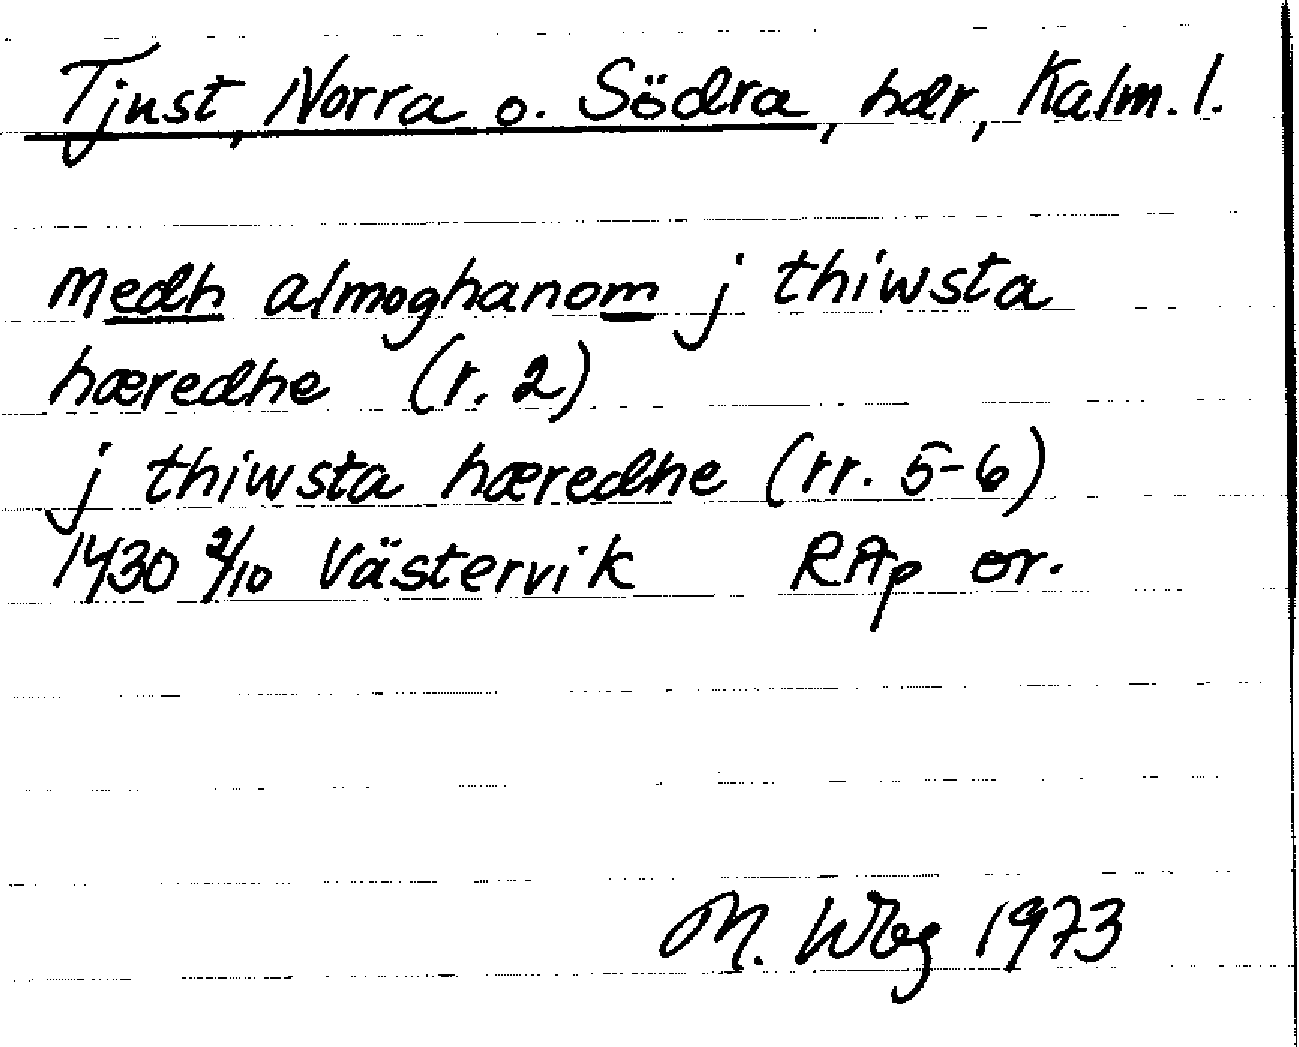 Tjust, Norra o. Södra, hdr, Kalm. l.
medh almoghanom j thiwsta
hæredhe (r. 2)
j thiwsta hæredhe (rr. 5-6)
1430 2/10 Västervik RAp or.
M. Wbg 1973